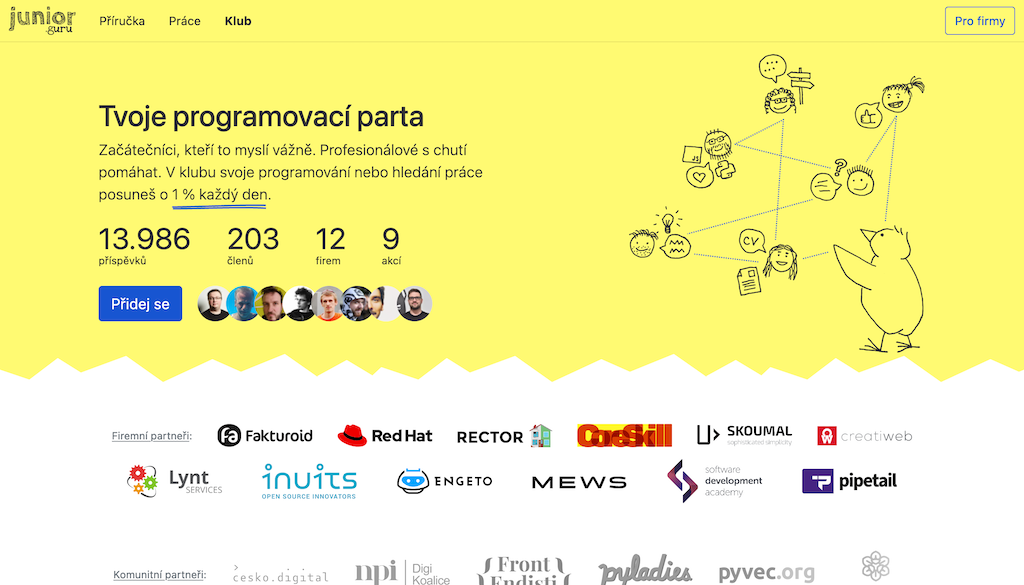 junior
.guru
Příručka
Práce
Klub
Pro firmy
Tvoje programovací parta
Začátečníci, kteří to myslí vážně. Profesionálové s chutí
pomáhat. V klubu svoje programování nebo hledání práce
posuneš o 1 % každý den.
13.986
příspěvků
203
členů
12
firem
9
akcí
Přidej se
JS
CV
Firemní partneři:
fa Fakturoid
Red Hat
RECTOR
CoreSkill
SKOUMAL
sophisticated simplicity
creatiweb
Lynt
SERVICES
inuits
OPEN SOURCE INNOVATORS
ENGETO
MEWS
software
development
academy
pipetail
Komunitní partneři:
cesko.digital
npi
Digi
Koalice
{ Front
Endisti }
pyladies
pyvec.org